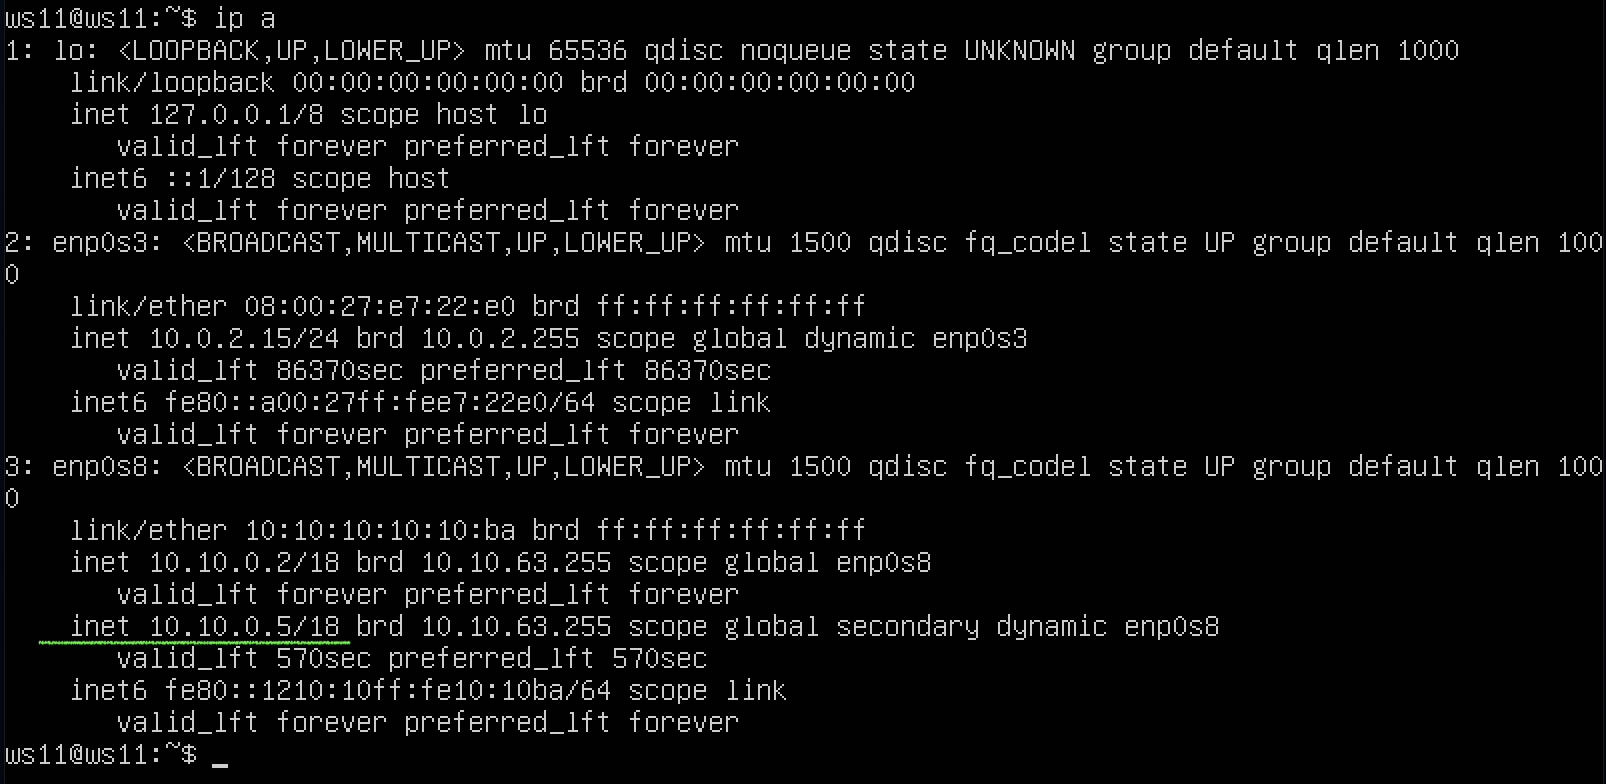 ws11@ws11:~$ ip a
1: lo: <LOOPBACK,UP,LOWER_UP> mtu 65536 qdisc noqueue state UNKNOWN group default qlen 1000
    link/loopback 00:00:00:00:00:00 brd 00:00:00:00:00:00
    inet 127.0.0.1/8 scope host lo
       valid_lft forever preferred_lft forever
    inet6 ::1/128 scope host
       valid_lft forever preferred_lft forever
2: enp0s3: <BROADCAST,MULTICAST,UP,LOWER_UP> mtu 1500 qdisc fq_codel state UP group default qlen 100
0
    link/ether 08:00:27:e7:22:e0 brd ff:ff:ff:ff:ff:ff
    inet 10.0.2.15/24 brd 10.0.2.255 scope global dynamic enp0s3
       valid_lft 86370sec preferred_lft 86370sec
    inet6 fe80::a00:27ff:fee7:22e0/64 scope link
       valid_lft forever preferred_lft forever
3: enp0s8: <BROADCAST,MULTICAST,UP,LOWER_UP> mtu 1500 qdisc fq_codel state UP group default qlen 100
0
    link/ether 10:10:10:10:10:ba brd ff:ff:ff:ff:ff:ff
    inet 10.10.0.2/18 brd 10.10.63.255 scope global enp0s8
       valid_lft forever preferred_lft forever
    inet 10.10.0.5/18 brd 10.10.63.255 scope global secondary dynamic enp0s8
       valid_lft 570sec preferred_lft 570sec
    inet6 fe80::1210:10ff:fe10:10ba/64 scope link
       valid_lft forever preferred_lft forever
ws11@ws11:~$ _